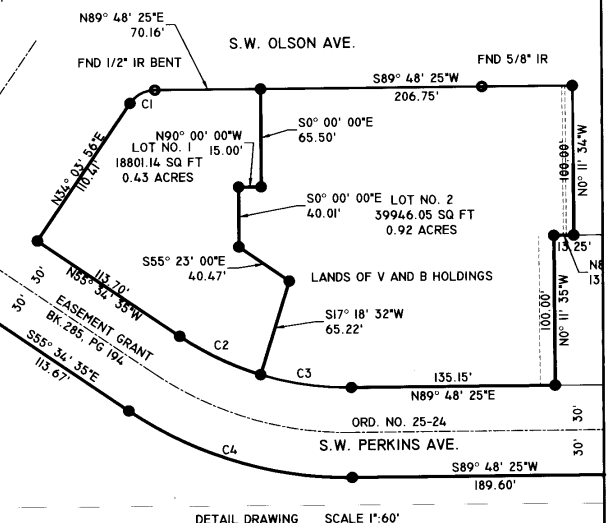 N89° 48' 25"E
70.16'
S.W. OLSON AVE.
FND 1/2" IR BENT
FND 5/8" IR
S89° 48' 25"W
206.75'
C1
S0° 00' 00"E
65.50'
N90° 00' 00"W
15.00'
LOT NO. 1
18801.14 SQ FT
0.43 ACRES
N34° 03' 56"E
110.41'
100.00'
N0° 11' 34"W
S0° 00' 00"E
40.01'
LOT NO. 2
39946.05 SQ FT
0.92 ACRES
13.25'
N8
13.
S55° 23' 00"E
40.47'
LANDS OF V AND B HOLDINGS
113.70'
N55° 34' 35"W
30'
30'
EASEMENT GRANT
BK.285, PG 194
S17° 18' 32"W
65.22'
100.00'
N0° 11' 35"W
S55° 34' 35"E
113.67'
C2
C3
135.15'
N89° 48' 25"E
ORD. NO. 25-24
30'
30'
S.W. PERKINS AVE.
C4
S89° 48' 25"W
189.60'
DETAIL DRAWING SCALE 1":60'